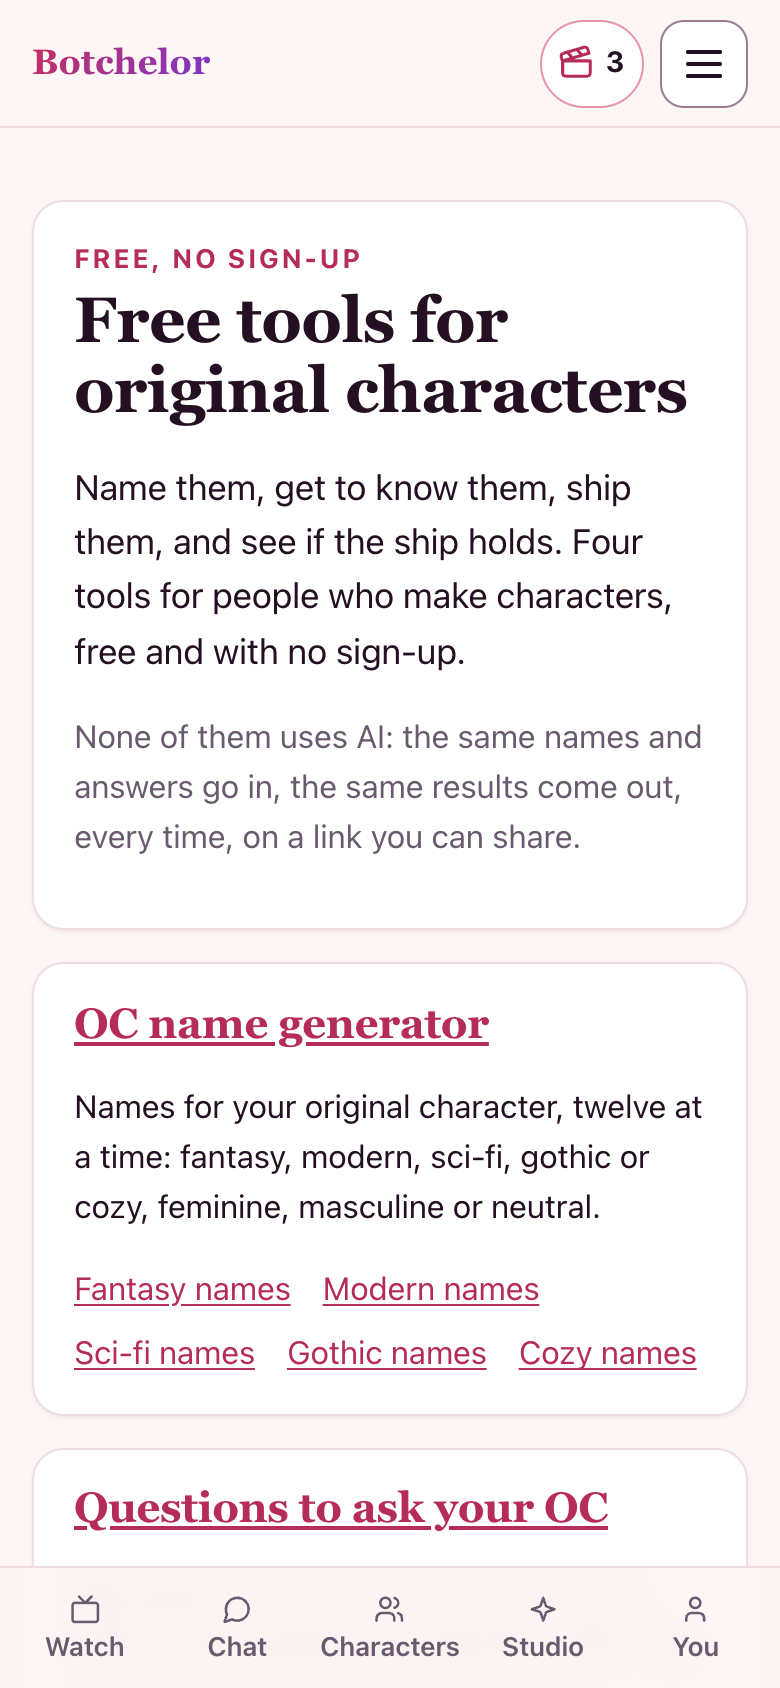 Botchelor
3
FREE, NO SIGN-UP
Free tools for
original characters
Name them, get to know them, ship
them, and see if the ship holds. Four
tools for people who make characters,
free and with no sign-up.
None of them uses AI: the same names and
answers go in, the same results come out,
every time, on a link you can share.
OC name generator
Names for your original character, twelve at
a time: fantasy, modern, sci-fi, gothic or
cozy, feminine, masculine or neutral.
Fantasy names Modern names
Sci-fi names Gothic names Cozy names
Questions to ask your OC
Watch Chat Characters Studio You